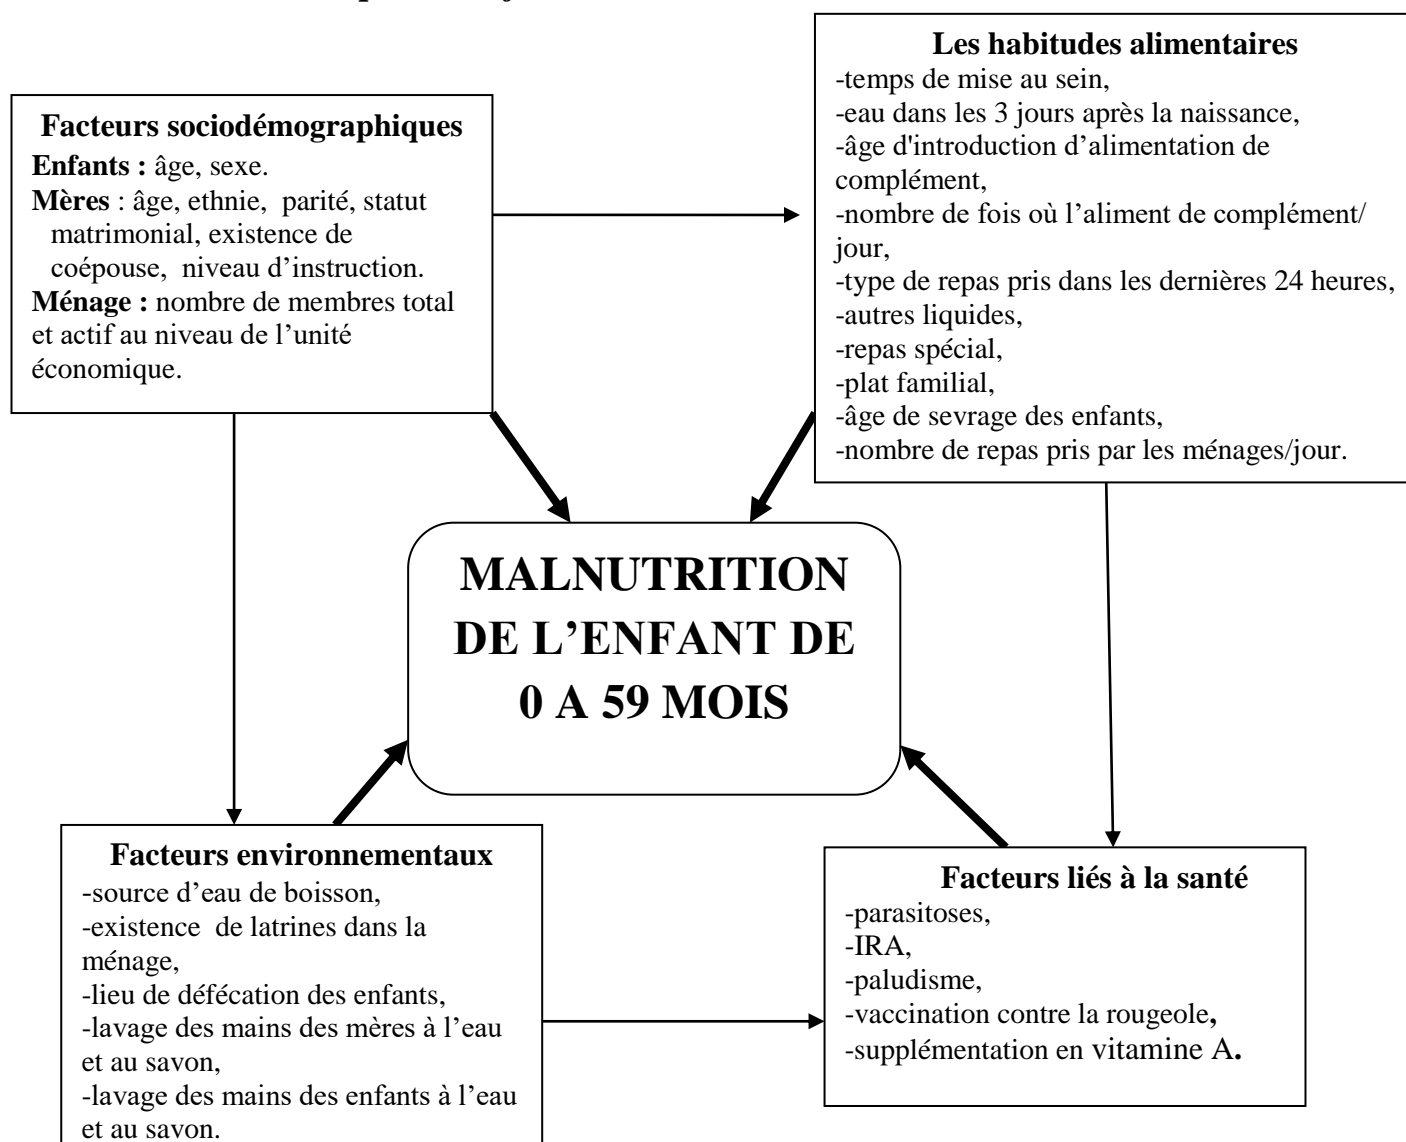 Les habitudes alimentaires
-temps de mise au sein,
-eau dans les 3 jours après la naissance,
-âge d'introduction d’alimentation de
complément,
-nombre de fois où l’aliment de complément/
jour,
-type de repas pris dans les dernières 24 heures,
-autres liquides,
-repas spécial,
-plat familial,
-âge de sevrage des enfants,
-nombre de repas pris par les ménages/jour.
Facteurs sociodémographiques
Enfants : âge, sexe.
Mères : âge, ethnie, parité, statut
matrimonial, existence de
coépouse, niveau d’instruction.
Ménage : nombre de membres total
et actif au niveau de l’unité
économique.
MALNUTRITION
DE L’ENFANT DE
0 A 59 MOIS
Facteurs environnementaux
-source d’eau de boisson,
-existence de latrines dans la
ménage,
-lieu de défécation des enfants,
-lavage des mains des mères à l’eau
et au savon,
-lavage des mains des enfants à l’eau
et au savon.
Facteurs liés à la santé
-parasitoses,
-IRA,
-paludisme,
-vaccination contre la rougeole,
-supplémentation en vitamine A.